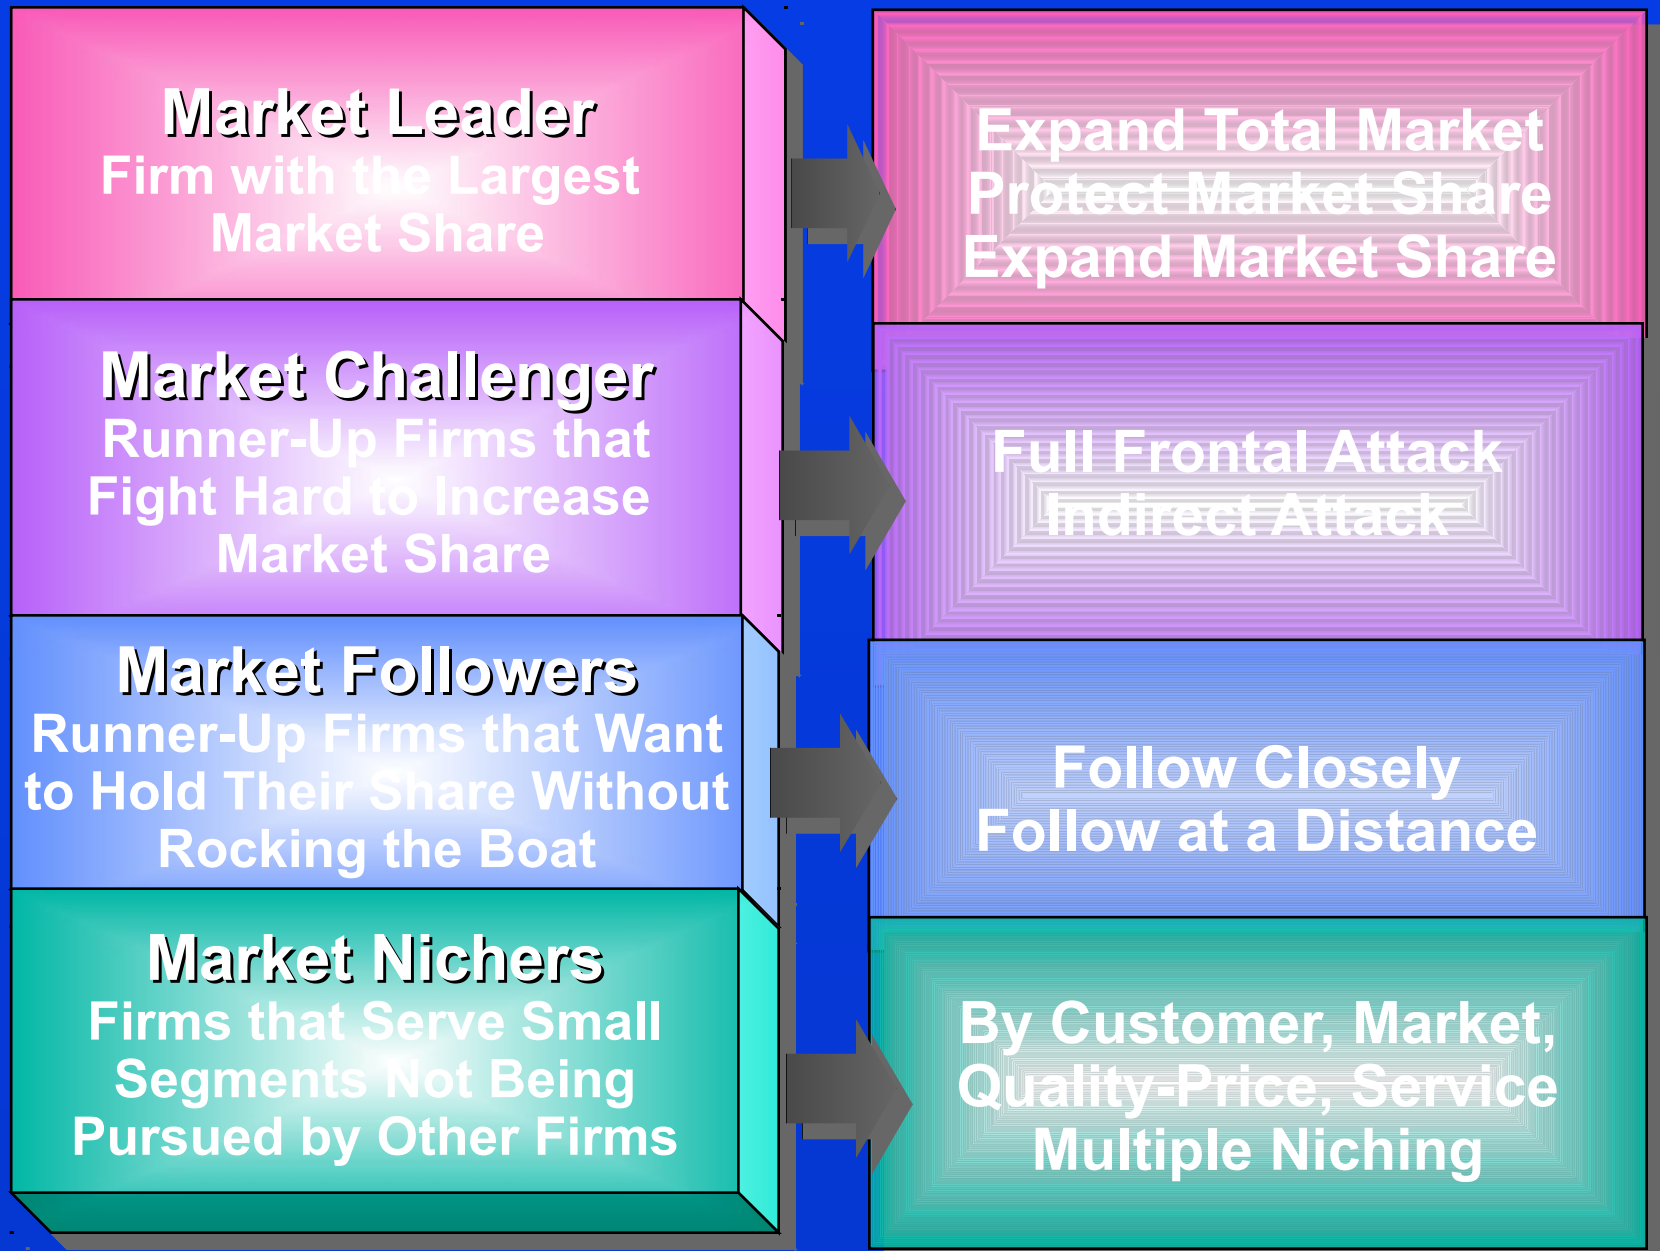 Market Leader
Firm with the Largest
Market Share
Expand Total Market
Protect Market Share
Expand Market Share
Market Challenger
Runner-Up Firms that
Fight Hard to Increase
Market Share
Full Frontal Attack
Indirect Attack
Market Followers
Runner-Up Firms that Want
to Hold Their Share Without
Rocking the Boat
Follow Closely
Follow at a Distance
Market Nichers
Firms that Serve Small
Segments Not Being
Pursued by Other Firms
By Customer, Market,
Quality-Price, Service
Multiple Niching